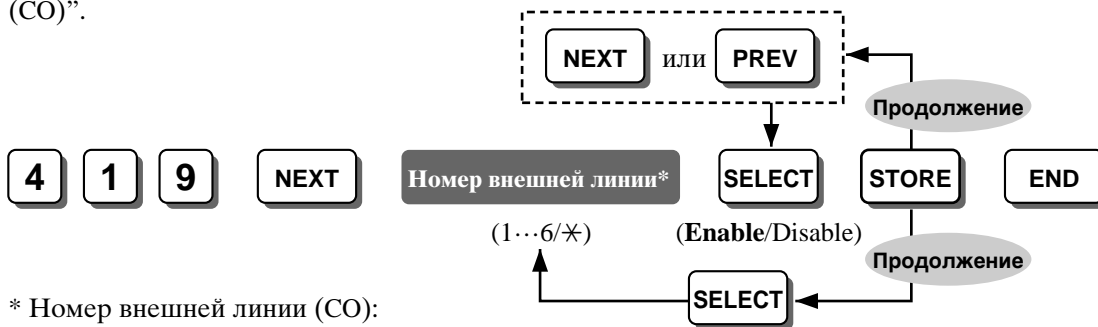 (CO)”.
NEXT или PREV
Продолжение
4 1 9 NEXT Номер внешней линии* SELECT STORE END
(1···6/✳) (Enable/Disable)
Продолжение
SELECT
* Номер внешней линии (CO):